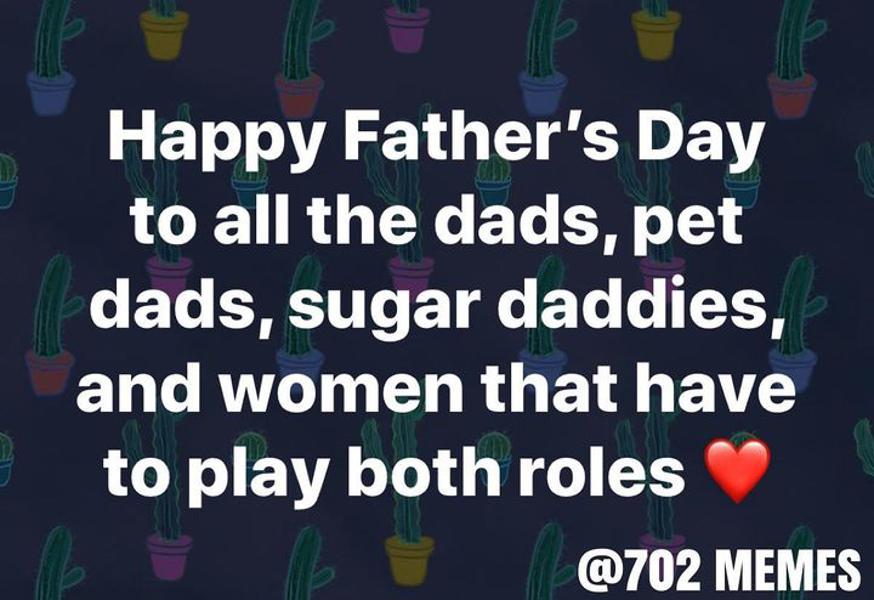 Happy Father’s Day
to all the dads, pet
dads, sugar daddies,
and women that have
to play both roles ❤️
@702 MEMES